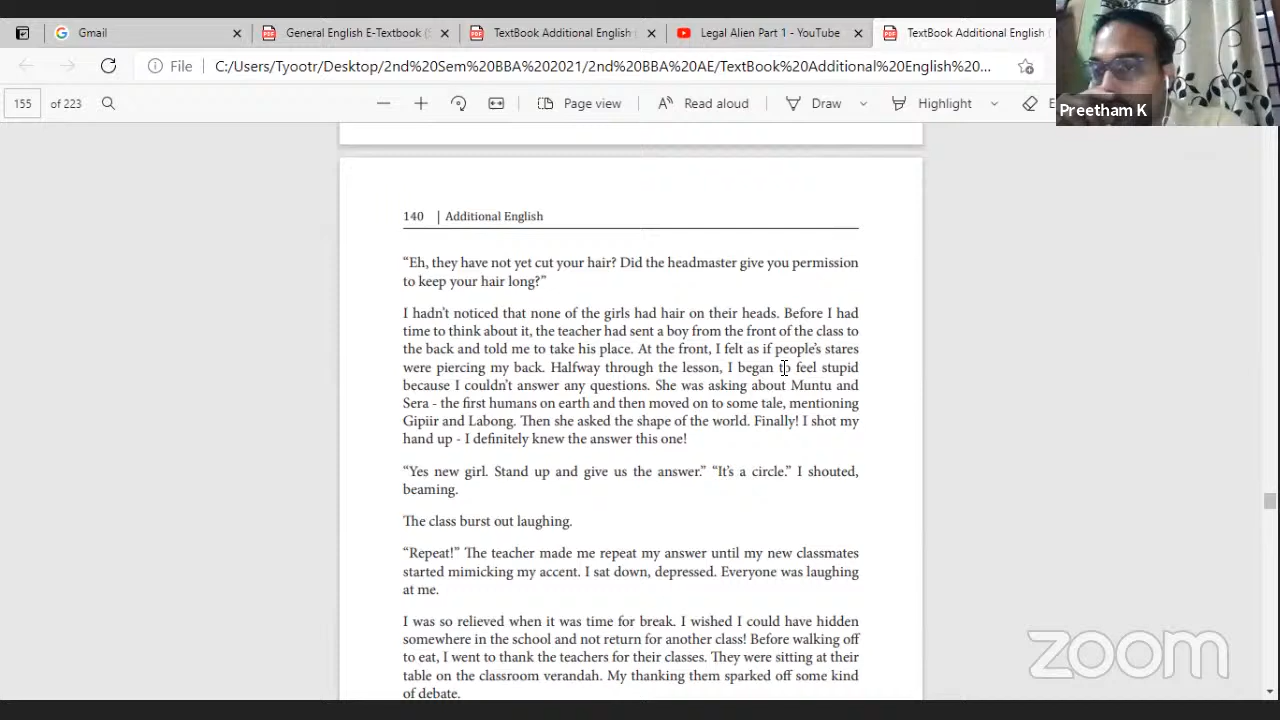 Gmail
General English E-Textbook (S
TextBook Additional English
Legal Alien Part 1 - YouTube
TextBook Additional English (
File
C:/Users/Tyootr/Desktop/2nd%20Sem%20BBA%202021/2nd%20BBA%20AE/TextBook%20Additional%20English%20...
155 of 223
Page view
Read aloud
Draw
Highlight
Preetham K
140 | Additional English
“Eh, they have not yet cut your hair? Did the headmaster give you permission
to keep your hair long?”
I hadn’t noticed that none of the girls had hair on their heads. Before I had
time to think about it, the teacher had sent a boy from the front of the class to
the back and told me to take his place. At the front, I felt as if people’s stares
were piercing my back. Halfway through the lesson, I began to feel stupid
because I couldn’t answer any questions. She was asking about Muntu and
Sera - the first humans on earth and then moved on to some tale, mentioning
Gipiir and Labong. Then she asked the shape of the world. Finally! I shot my
hand up - I definitely knew the answer this one!
“Yes new girl. Stand up and give us the answer.” “It’s a circle.” I shouted,
beaming.
The class burst out laughing.
“Repeat!” The teacher made me repeat my answer until my new classmates
started mimicking my accent. I sat down, depressed. Everyone was laughing
at me.
I was so relieved when it was time for break. I wished I could have hidden
somewhere in the school and not return for another class! Before walking off
to eat, I went to thank the teachers for their classes. They were sitting at their
table on the classroom verandah. My thanking them sparked off some kind
of debate.
zoom